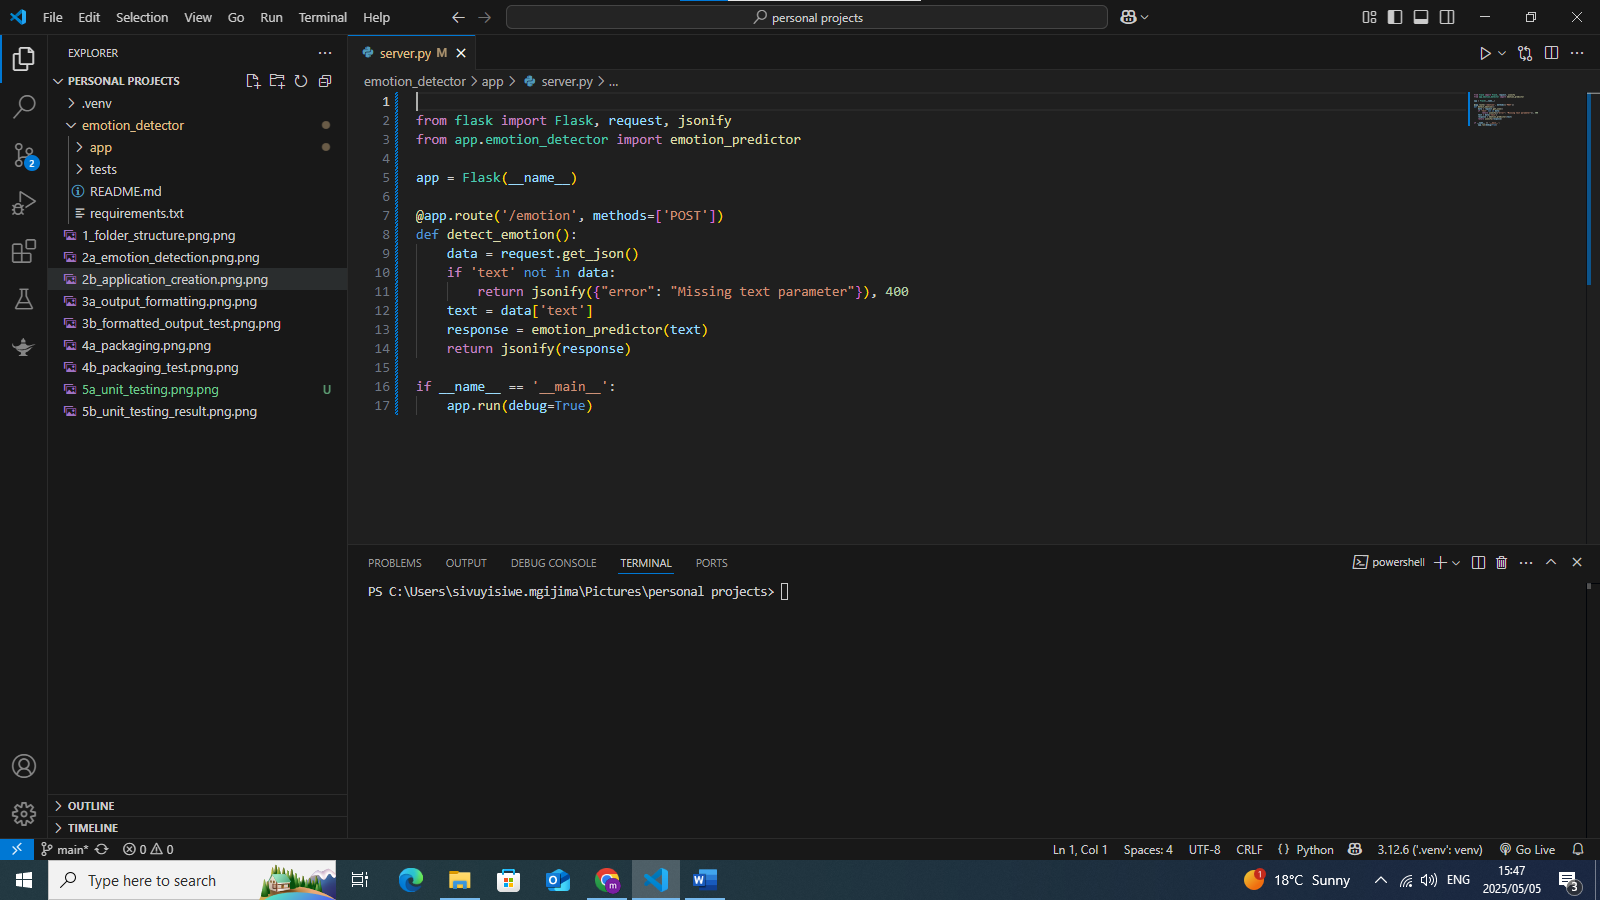 File Edit Selection View Go Run Terminal Help
personal projects
EXPLORER
PERSONAL PROJECTS
.venv
emotion_detector
app
tests
README.md
requirements.txt
1_folder_structure.png.png
2a_emotion_detection.png.png
2b_application_creation.png.png
3a_output_formatting.png.png
3b_formatted_output_test.png.png
4a_packaging.png.png
4b_packaging_test.png.png
5a_unit_testing.png.png U
5b_unit_testing_result.png.png
OUTLINE
TIMELINE
2
server.py M
emotion_detector > app > server.py > ...
1
2 from flask import Flask, request, jsonify
3 from app.emotion_detector import emotion_predictor
4
5 app = Flask(__name__)
6
7 @app.route('/emotion', methods=['POST'])
8 def detect_emotion():
9 data = request.get_json()
10 if 'text' not in data:
11 return jsonify({"error": "Missing text parameter"}), 400
12 text = data['text']
13 response = emotion_predictor(text)
14 return jsonify(response)
15
16 if __name__ == '__main__':
17 app.run(debug=True)
PROBLEMS OUTPUT DEBUG CONSOLE TERMINAL PORTS
powershell
PS C:\Users\sivuyisiwe.mgijima\Pictures\personal projects>
main* 0 0
Ln 1, Col 1 Spaces: 4 UTF-8 CRLF {} Python 3.12.6 ('.venv': venv) Go Live
Type here to search
1 18°C Sunny ENG
15:47
2025/05/05
3